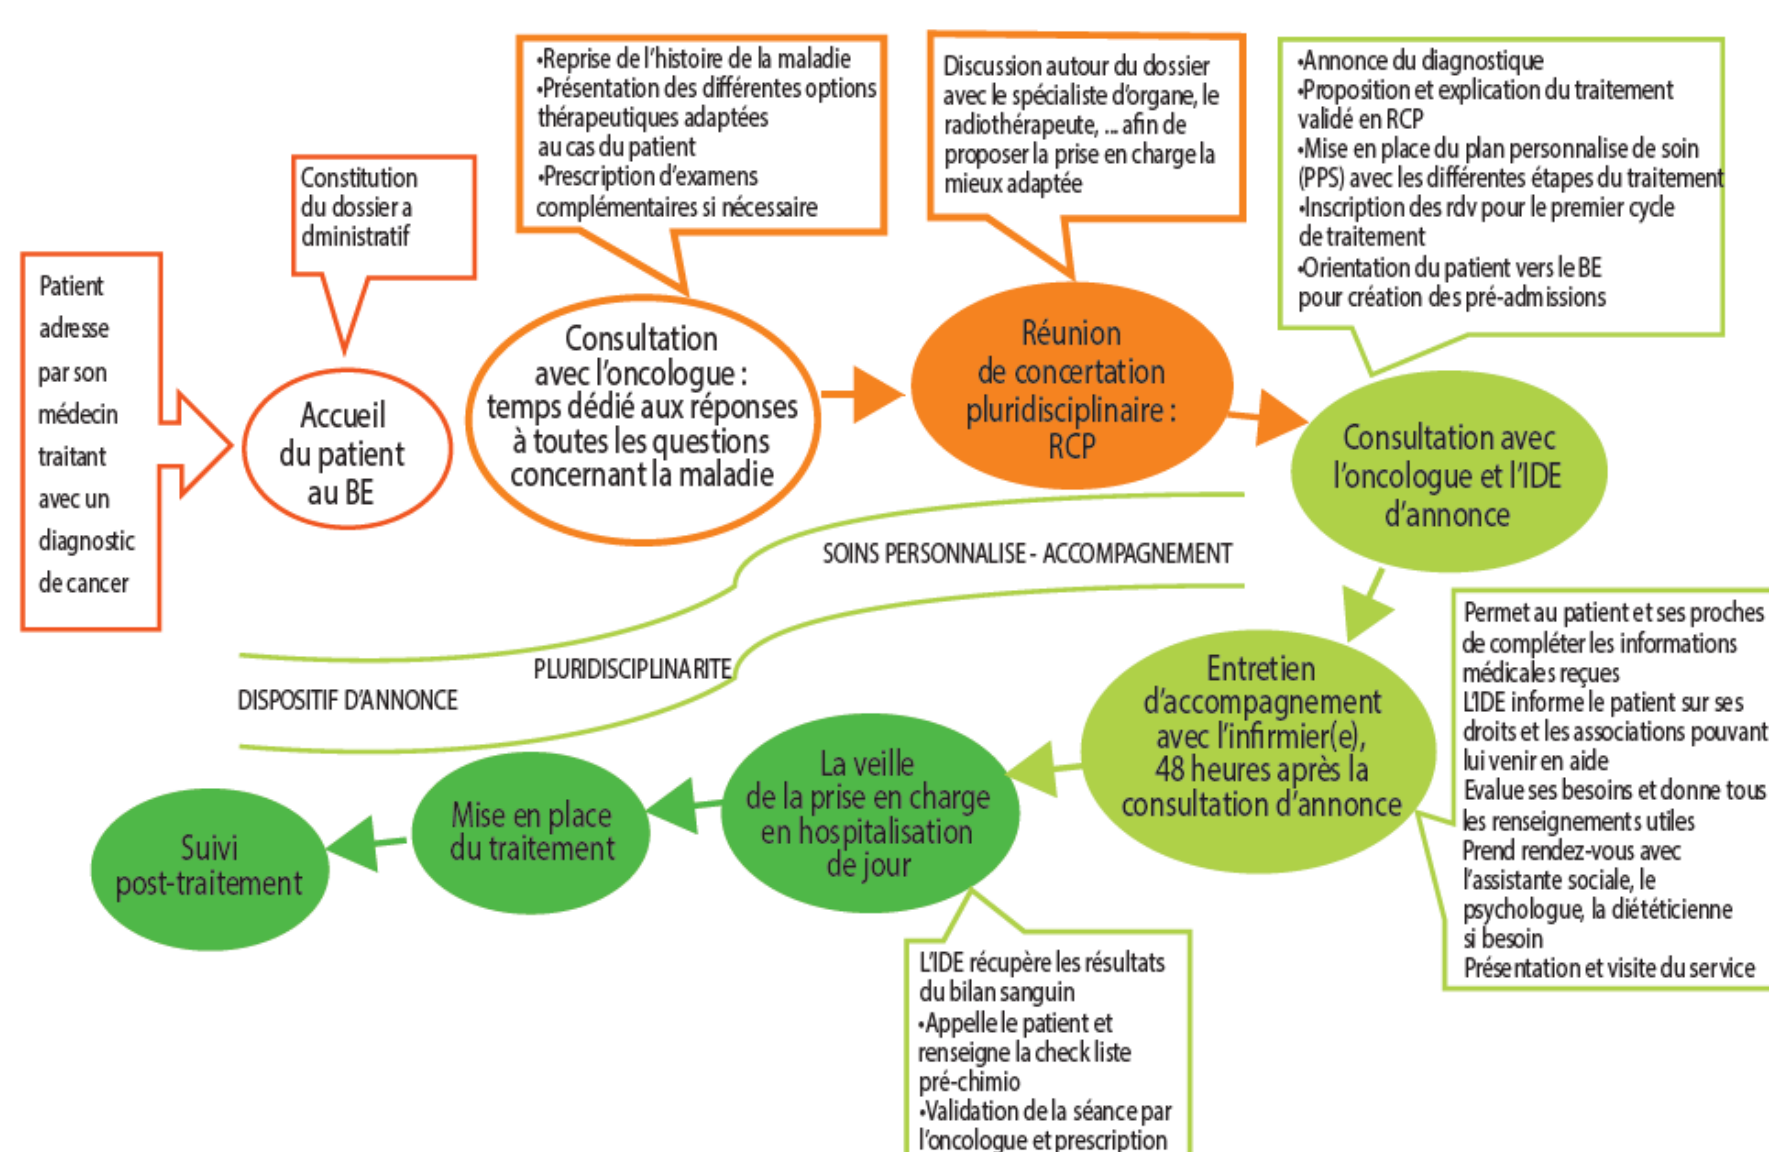 Patient
adresse
par son
médecin
traitant
avec un
diagnostic
de cancer
Constitution
du dossier a
dministratif
Accueil
du patient
au BE
•Reprise de l'histoire de la maladie
•Présentation des différentes options
thérapeutiques adaptées
au cas du patient
•Prescription d'examens
complémentaires si nécessaire
Consultation
avec l'oncologue :
temps dédié aux réponses
à toutes les questions
concernant la maladie
Discussion autour du dossier
avec le spécialiste d'organe, le
radiothérapeute, ... afin de
proposer la prise en charge la
mieux adaptée
Réunion
de concertation
pluridisciplinaire :
RCP
•Annonce du diagnostique
•Proposition et explication du traitement
validé en RCP
•Mise en place du plan personnalise de soin
(PPS) avec les différentes étapes du traitement
•Inscription des rdv pour le premier cycle
de traitement
•Orientation du patient vers le BE
pour création des pré-admissions
Consultation avec
l'oncologue et l'IDE
d'annonce
SOINS PERSONNALISE - ACCOMPAGNEMENT
PLURIDISCIPLINARITE
DISPOSITIF D'ANNONCE
Entretien
d'accompagnement
avec l'infirmier(e),
48 heures après la
consultation d'annonce
Permet au patient et ses proches
de compléter les informations
médicales reçues
L'IDE informe le patient sur ses
droits et les associations pouvant
lui venir en aide
Evalue ses besoins et donne tous
les renseignements utiles
Prend rendez-vous avec
l'assistante sociale, le
psychologue, la diététicienne
si besoin
Présentation et visite du service
La veille
de la prise en charge
en hospitalisation
de jour
L'IDE récupère les résultats
du bilan sanguin
•Appelle le patient et
renseigne la check liste
pré-chimio
•Validation de la séance par
l'oncologue et prescription
Mise en place
du traitement
Suivi
post-traitement